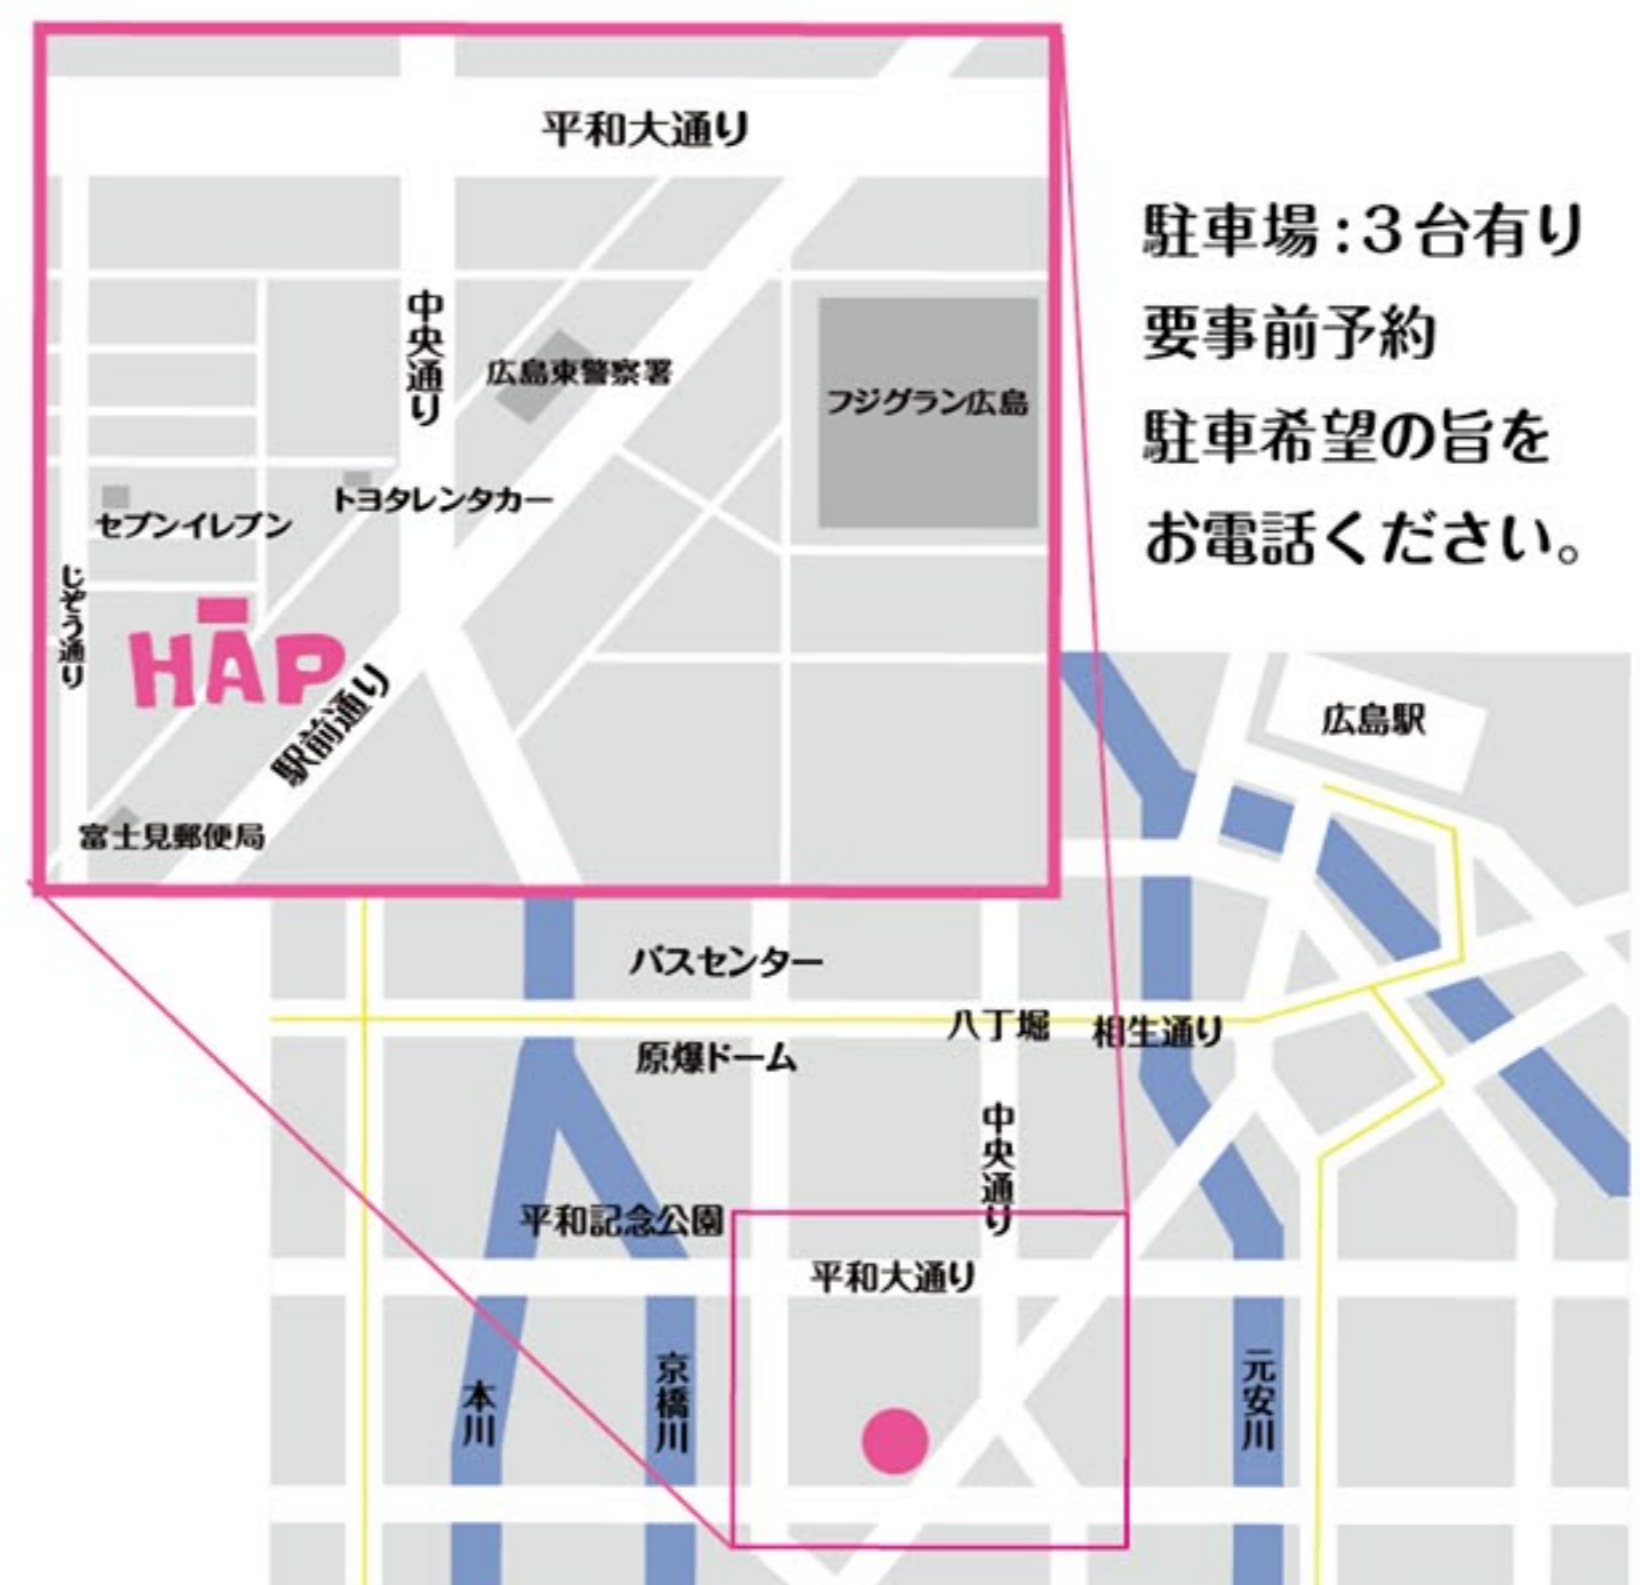 平和大通り
中央通り
広島東警察署
フジグラン広島
トヨタレンタカー
セブンイレブン
じぞう通り
HAP
駅前通り
富士見郵便局
駐車場:3台有り
要事前予約
駐車希望の旨を
お電話ください。
広島駅
バスセンター
八丁堀
相生通り
原爆ドーム
中央通り
平和記念公園
平和大通り
本川
京橋川
元安川